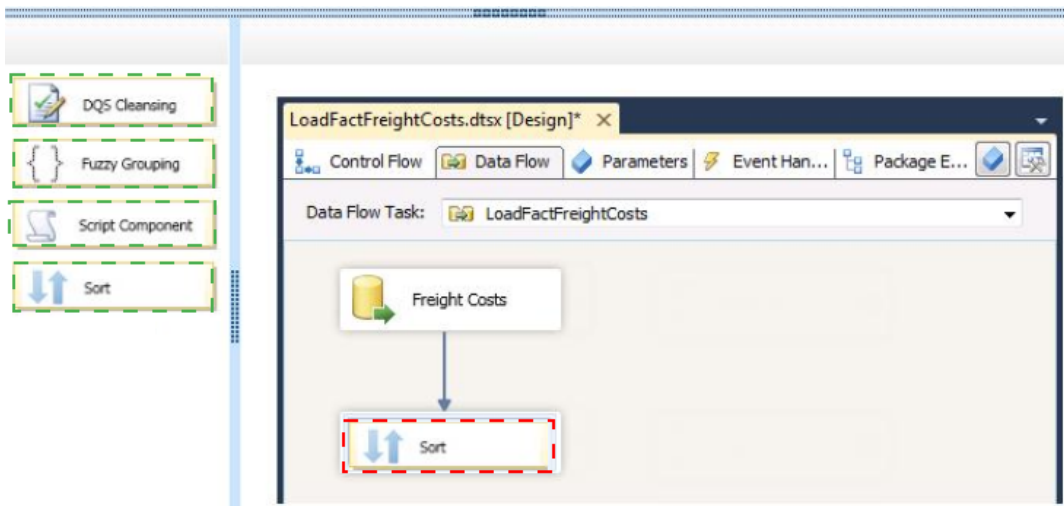 DQS Cleansing
Fuzzy Grouping
Script Component
Sort
LoadFactFreightCosts.dtsx [Design]*
Control Flow Data Flow Parameters Event Han... Package E...
Data Flow Task: LoadFactFreightCosts
Freight Costs
Sort